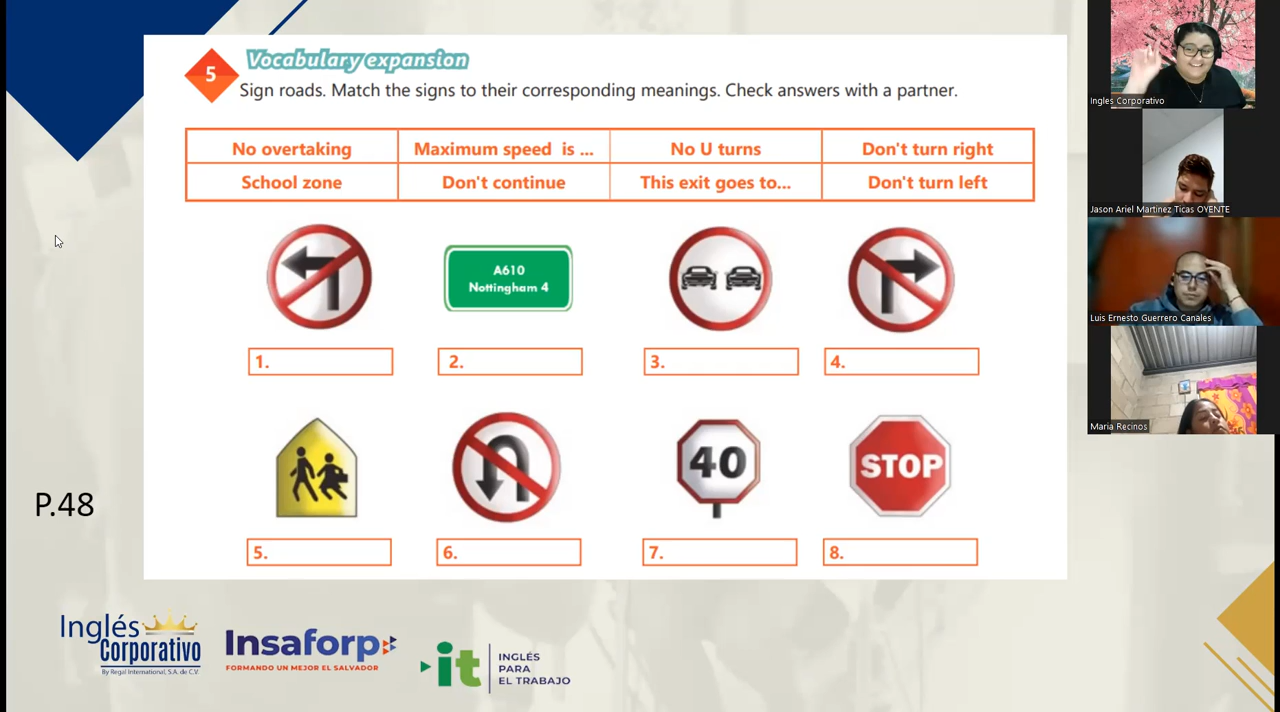 5
Vocabulary expansion
Sign roads. Match the signs to their corresponding meanings. Check answers with a partner.
No overtaking
Maximum speed is ...
No U turns
Don't turn right
School zone
Don't continue
This exit goes to...
Don't turn left
A610
Nottingham 4
1.
2.
3.
4.
40
STOP
5.
6.
7.
8.
P.48
Inglés
Corporativo
By Regal International, S.A. de C.V.
Insaforp
FORMANDO UN MEJOR EL SALVADOR
it
INGLÉS
PARA
EL TRABAJO
Ingles Corporativo
Jason Ariel Martinez Ticas OYENTE
Luis Ernesto Guerrero Canales
Maria Recinos